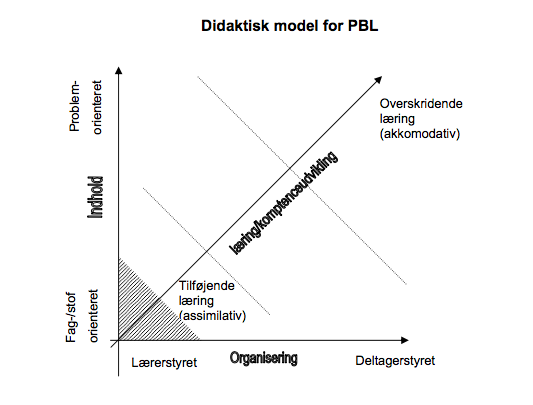 Didaktisk model for PBL
Problem-
orienteret
Indhold
Fag-/stof
orienteret
Overskridende
læring
(akkomodativ)
læring/komptenceudvikling
Tilføjende
læring
(assimilativ)
Lærerstyret
Organisering
Deltagerstyret